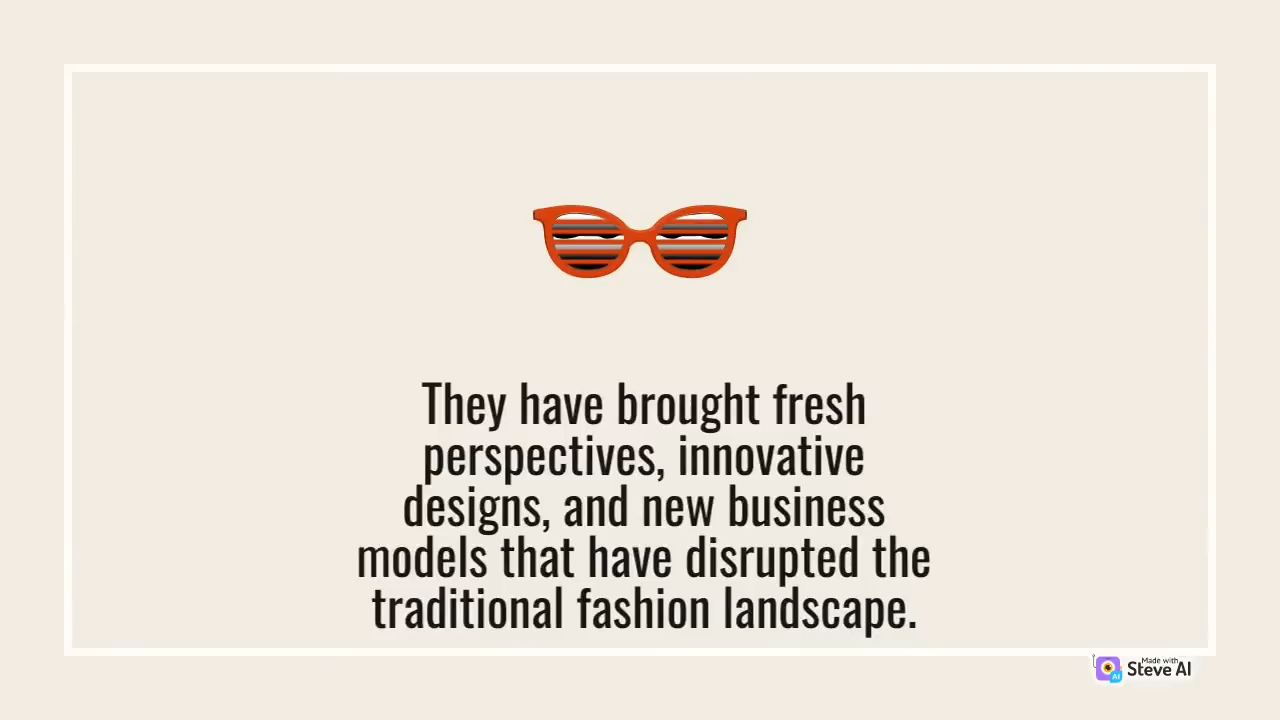 They have brought fresh
perspectives, innovative
designs, and new business
models that have disrupted the
traditional fashion landscape.
Made with
Steve AI
AI